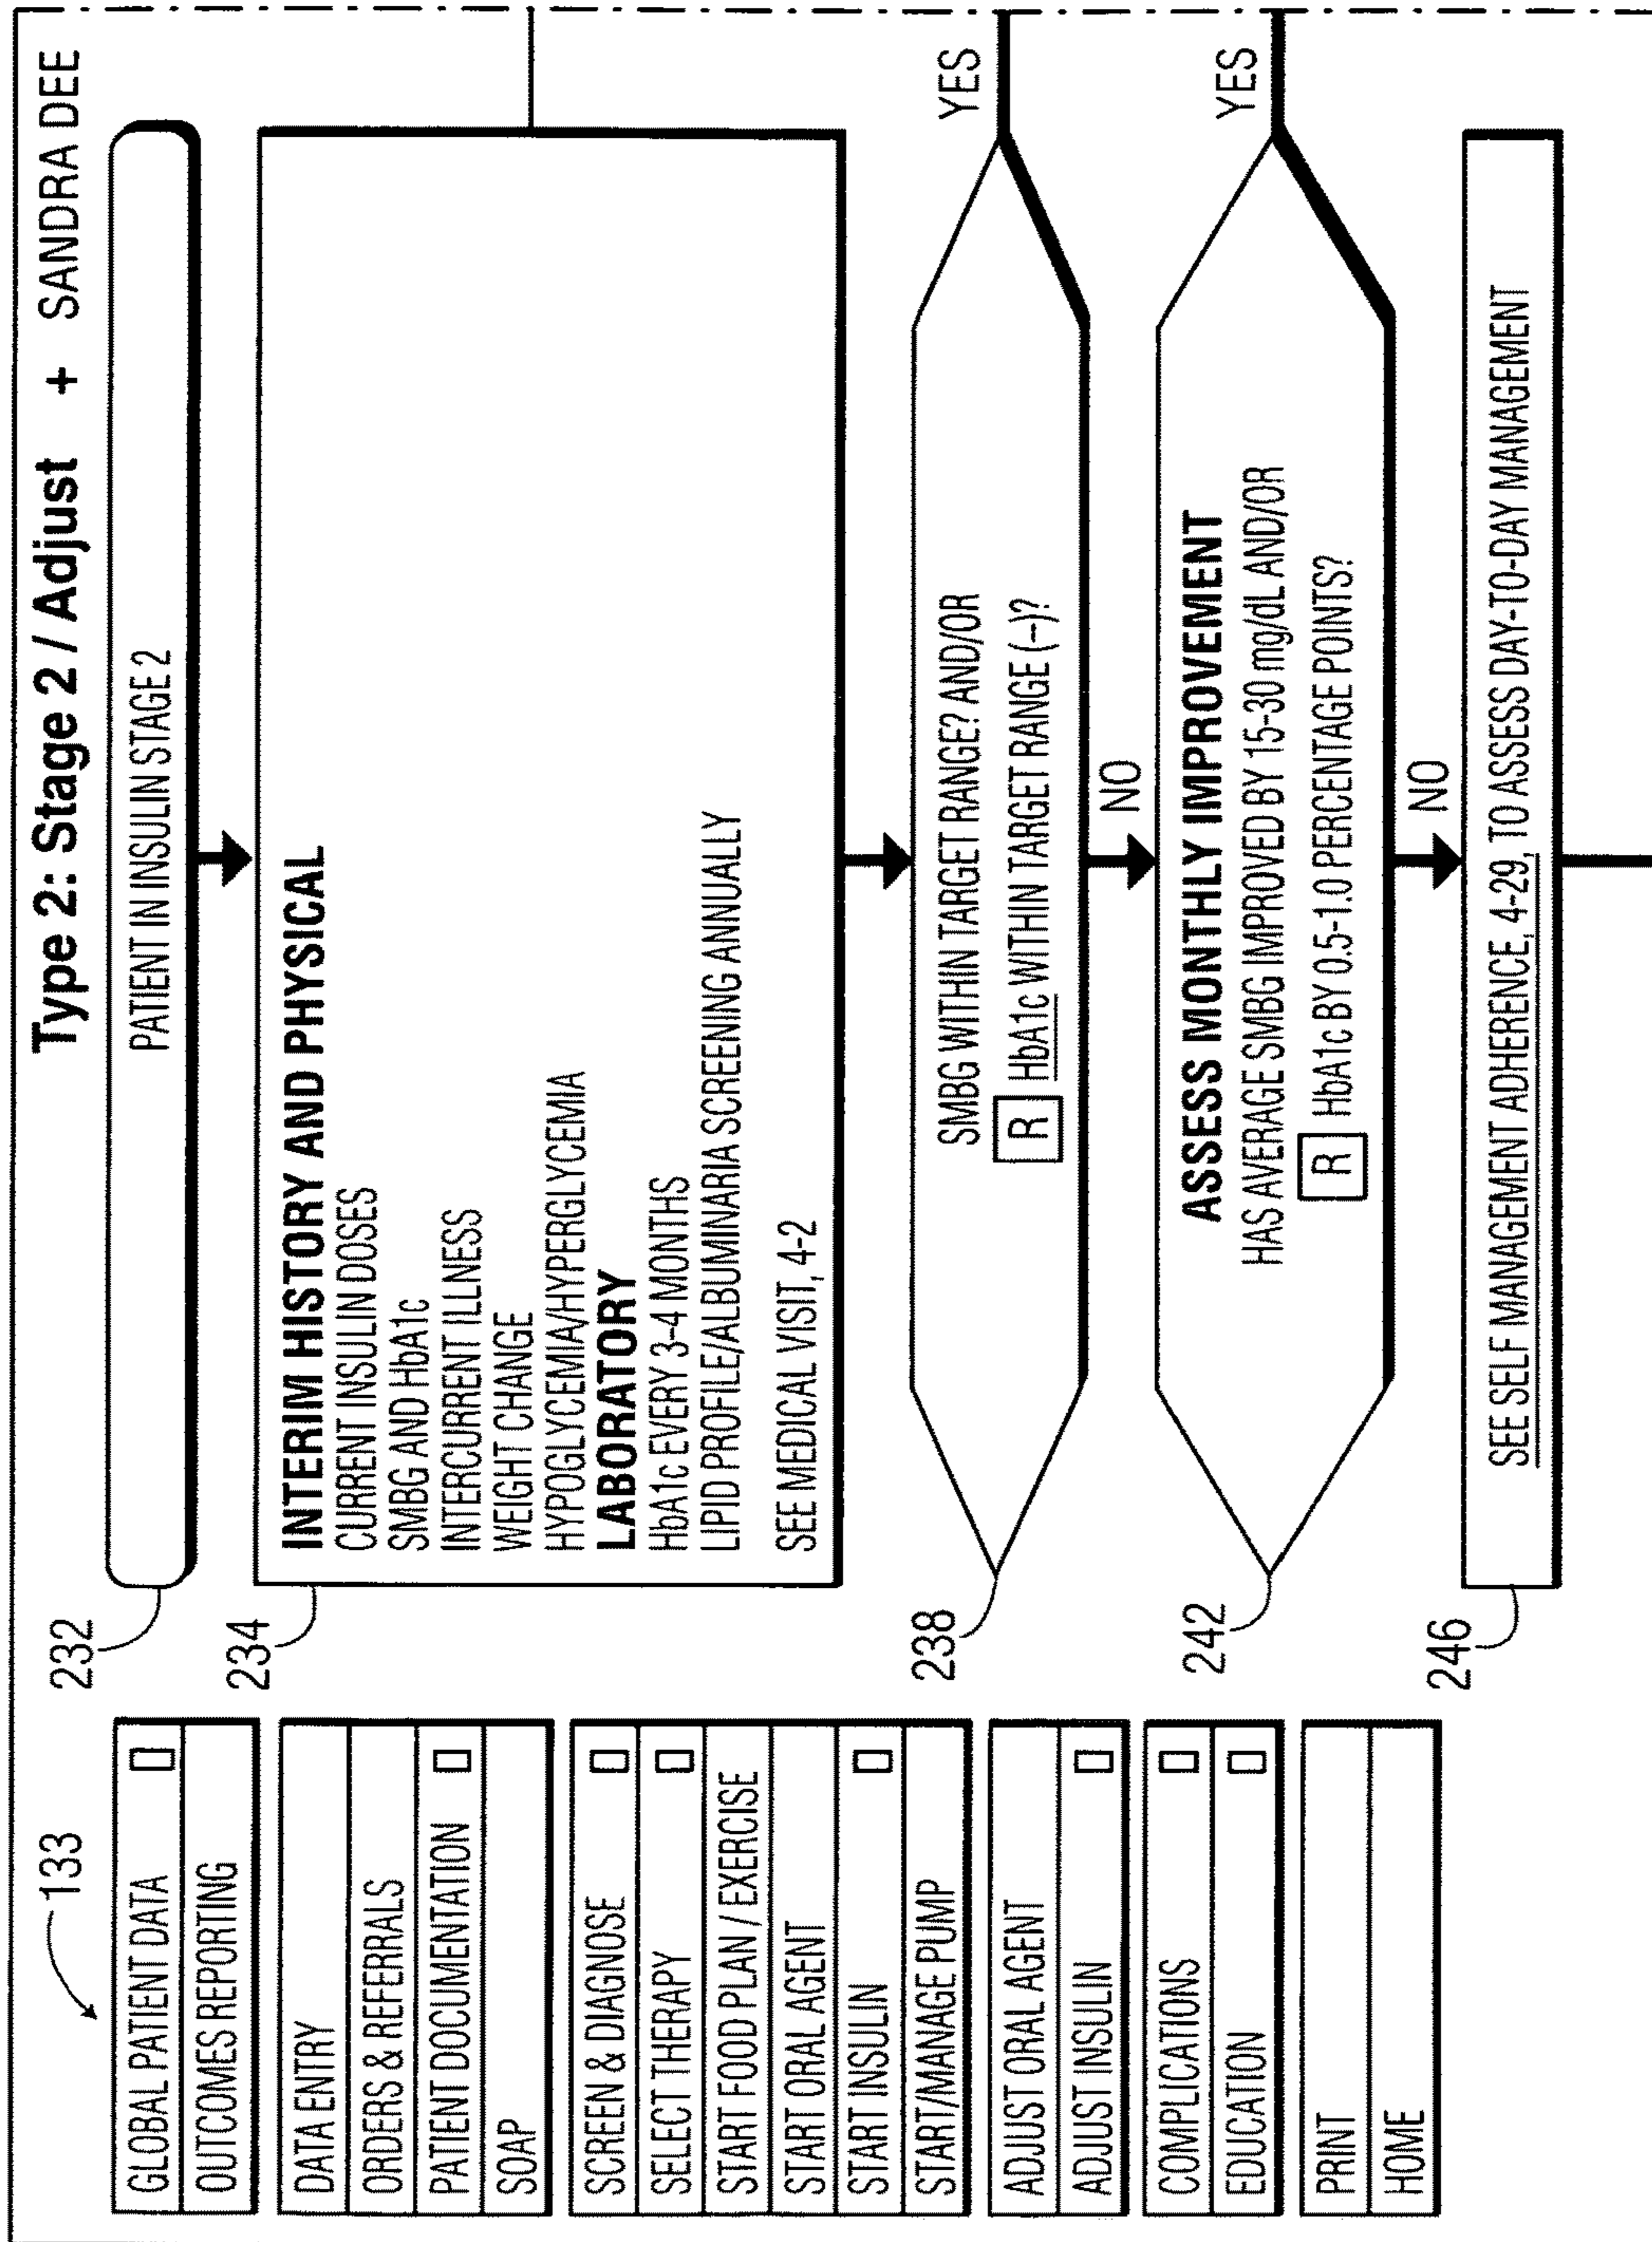 Type 2: Stage 2 / Adjust + SANDRA DEE
133
GLOBAL PATIENT DATA
OUTCOMES REPORTING
DATA ENTRY
ORDERS & REFERRALS
PATIENT DOCUMENTATION
SOAP
SCREEN & DIAGNOSE
SELECT THERAPY
START FOOD PLAN / EXERCISE
START ORAL AGENT
START INSULIN
START/MANAGE PUMP
ADJUST ORAL AGENT
ADJUST INSULIN
COMPLICATIONS
EDUCATION
PRINT
HOME
232
PATIENT IN INSULIN STAGE 2
234
INTERIM HISTORY AND PHYSICAL
CURRENT INSULIN DOSES
SMBG AND HbA1c
INTERCURRENT ILLNESS
WEIGHT CHANGE
HYPOGLYCEMIA/HYPERGLYCEMIA
LABORATORY
HbA1c EVERY 3-4 MONTHS
LIPID PROFILE/ALBUMINARIA SCREENING ANNUALLY
SEE MEDICAL VISIT, 4-2
238
SMBG WITHIN TARGET RANGE? AND/OR
R HbA1c WITHIN TARGET RANGE (--)?
YES
NO
242
ASSESS MONTHLY IMPROVEMENT
HAS AVERAGE SMBG IMPROVED BY 15-30 mg/dL AND/OR
R HbA1c BY 0.5-1.0 PERCENTAGE POINTS?
YES
NO
246
SEE SELF MANAGEMENT ADHERENCE, 4-29, TO ASSESS DAY-TO-DAY MANAGEMENT